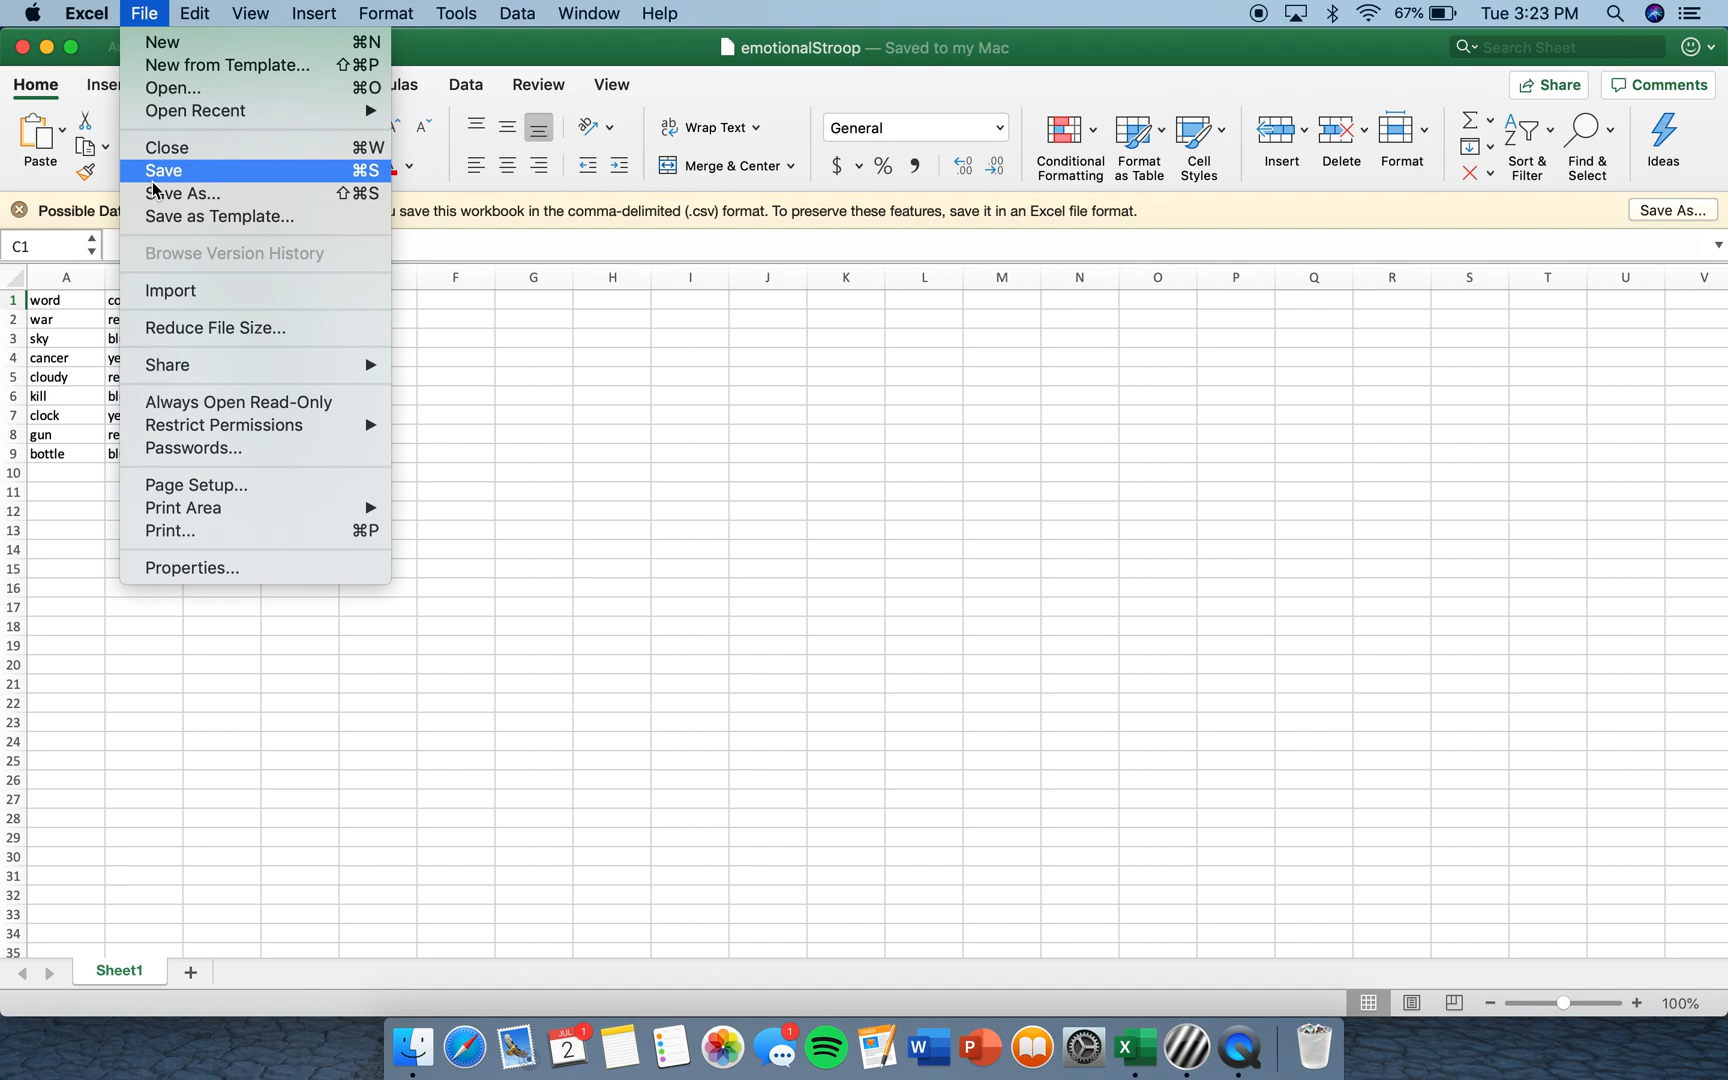 Excel File Edit View Insert Format Tools Data Window Help 67% Tue 3:23 PM
emotionalStroop — Saved to my Mac Search Sheet
Home Inser ulas Data Review View Share Comments
Paste Wrap Text General Conditional Formatting Format as Table Cell Styles Insert Delete Format Sort & Filter Find & Select Ideas
Merge & Center $ %
New ⌘N
New from Template... ⇧⌘P
Open... ⌘O
Open Recent
Close ⌘W
Save ⌘S
Save As... ⇧⌘S
Save as Template...
Browse Version History
Import
Reduce File Size...
Share
Always Open Read-Only
Restrict Permissions
Passwords...
Page Setup...
Print Area
Print... ⌘P
Properties...
Possible Dat u save this workbook in the comma-delimited (.csv) format. To preserve these features, save it in an Excel file format. Save As...
C1
A F G H I J K L M N O P Q R S T U V
1 word co
2 war re
3 sky bl
4 cancer ye
5 cloudy re
6 kill bl
7 clock ye
8 gun re
9 bottle bl
10
11
12
13
14
15
16
17
18
19
20
21
22
23
24
25
26
27
28
29
30
31
32
33
34
35
Sheet1 +
100%
JUL 2 1 1 W P X